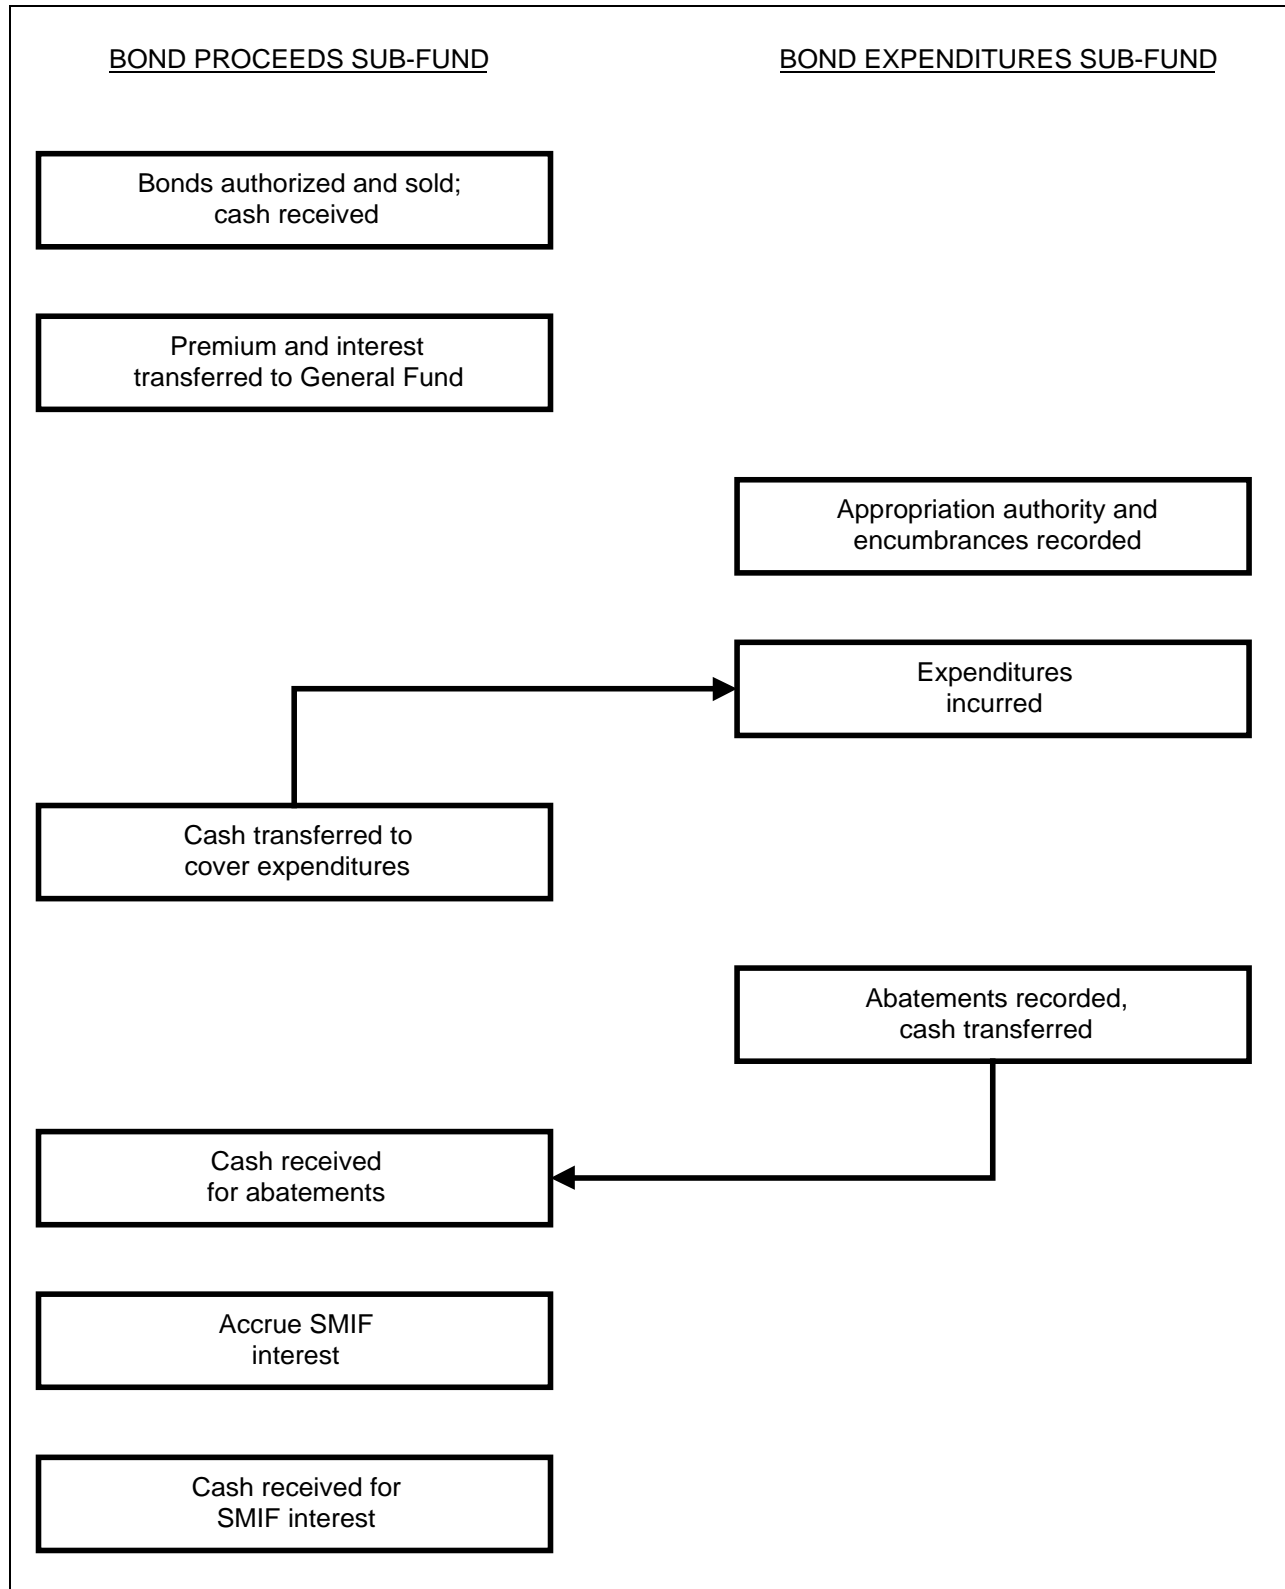 BOND PROCEEDS SUB-FUND
BOND EXPENDITURES SUB-FUND
Bonds authorized and sold;
cash received
Premium and interest
transferred to General Fund
Appropriation authority and
encumbrances recorded
Expenditures
incurred
Cash transferred to
cover expenditures
Abatements recorded,
cash transferred
Cash received
for abatements
Accrue SMIF
interest
Cash received for
SMIF interest